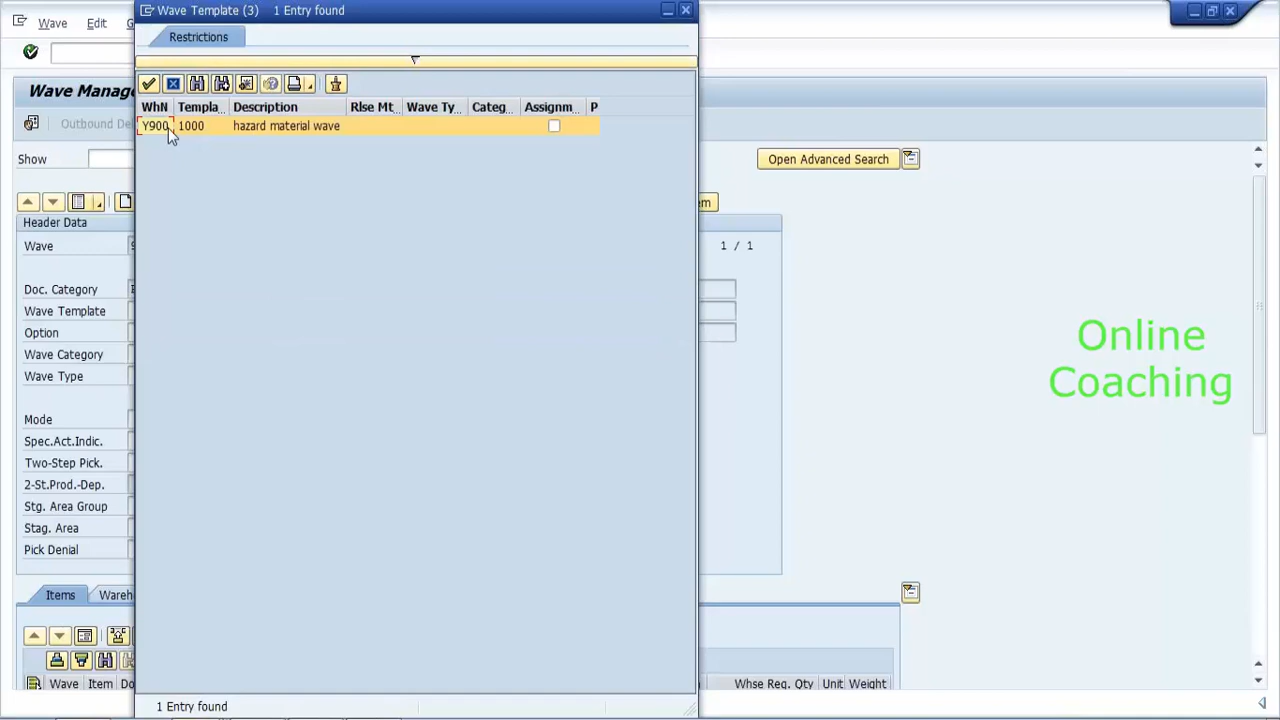 Wave Template (3) 1 Entry found
Wave Edit
Restrictions
Wave Manag
Outbound De
WhN Templa... Description Rlse Mt... Wave Ty... Categ... Assignm... P
Y900 1000 hazard material wave
Show
Open Advanced Search
em
Header Data
Wave
1 / 1
Doc. Category
Wave Template
Option
Wave Category
Wave Type
Mode
Spec.Act.Indic.
Two-Step Pick.
2-St.Prod.-Dep.
Stg. Area Group
Stag. Area
Pick Denial
Online
Coaching
Items Wareh
Wave Item Do
Whse Req. Qty Unit Weight
1 Entry found